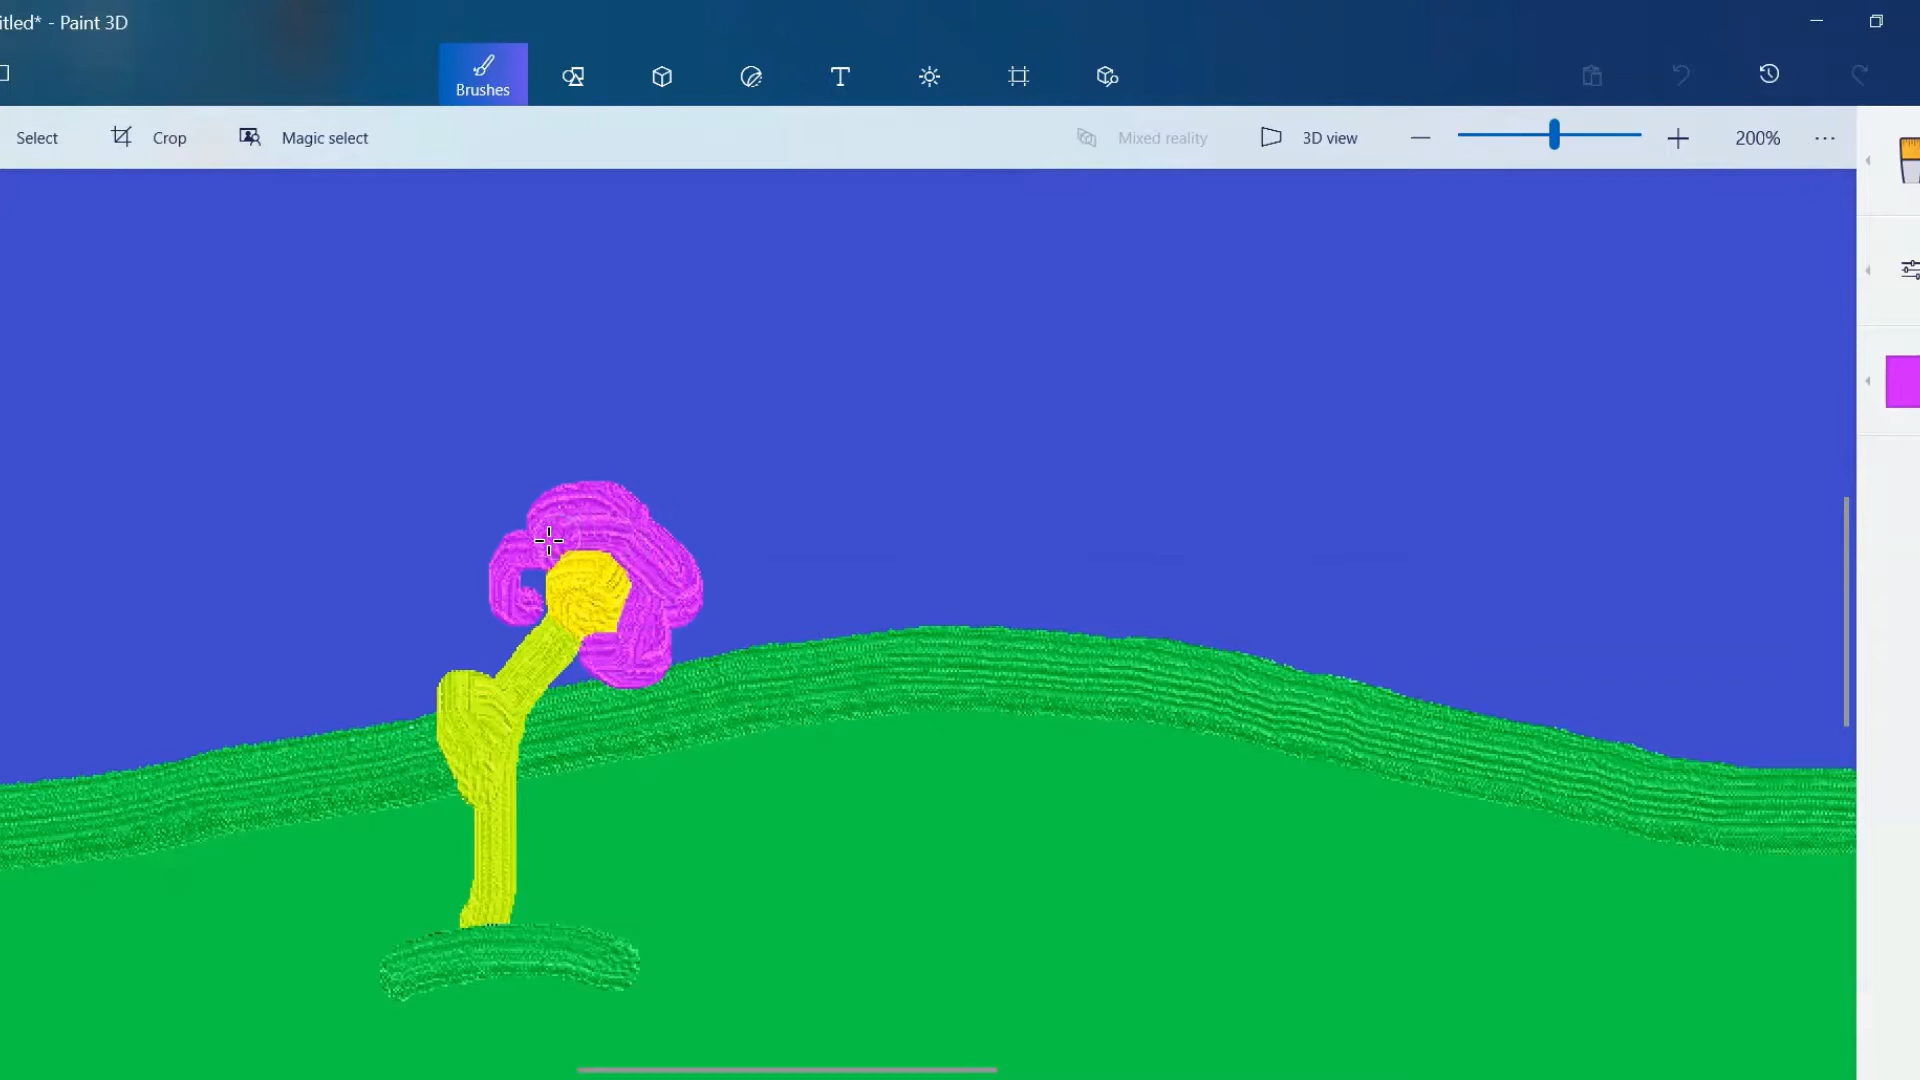 itled* - Paint 3D
Brushes
Select Crop Magic select Mixed reality 3D view 200%